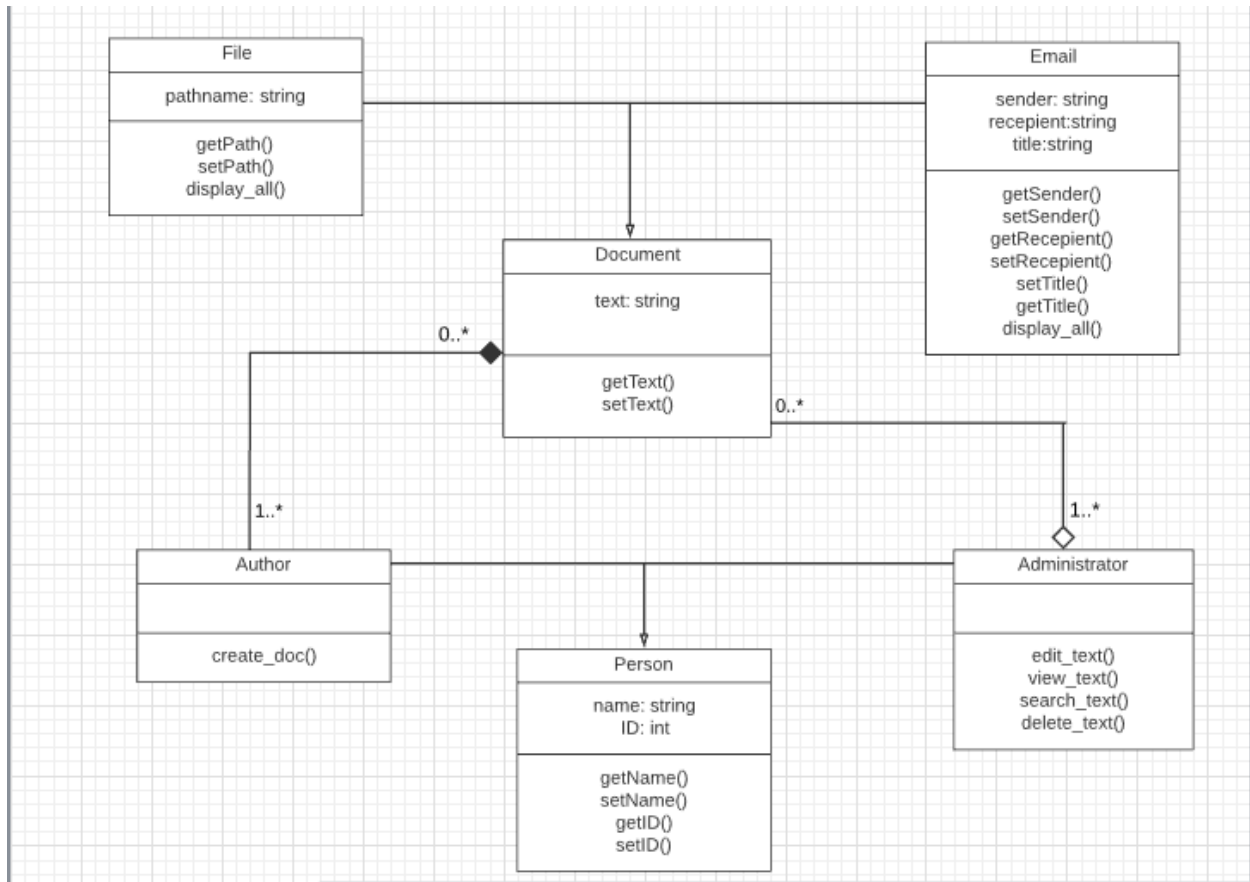 File
pathname: string
getPath()
setPath()
display_all()
Email
sender: string
recepient:string
title:string
getSender()
setSender()
getRecepient()
setRecepient()
setTitle()
getTitle()
display_all()
Document
text: string
getText()
setText()
0..*
1..*
0..*
1..*
Author
create_doc()
Administrator
edit_text()
view_text()
search_text()
delete_text()
Person
name: string
ID: int
getName()
setName()
getID()
setID()